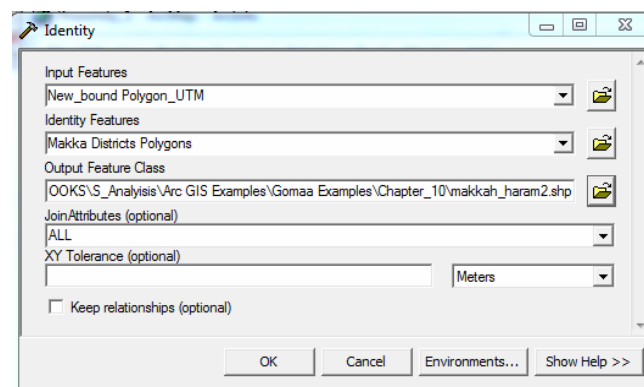 Identity
Input Features
New_bound Polygon_UTM
Identity Features
Makka Districts Polygons
Output Feature Class
OOKS\S_Analyisis\Arc GIS Examples\Gomaa Examples\Chapter_10\makkah_haram2.shp
JoinAttributes (optional)
ALL
XY Tolerance (optional)
Meters
Keep relationships (optional)
OK Cancel Environments... Show Help >>